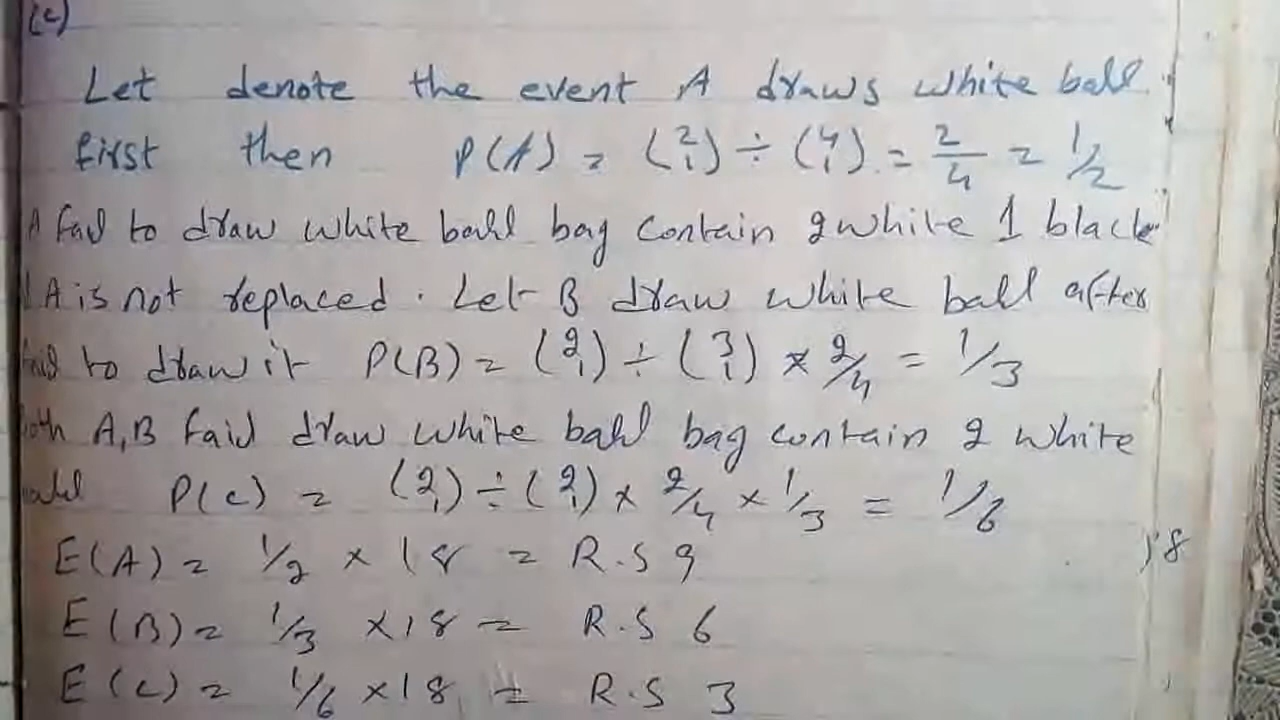 (c)
Let denote the event A draws white ball
first then P(A) = (2 1) ÷ (4 1) = 2/4 = 1/2
A fail to draw white ball bag contain 2 white 1 black
A is not replaced. Let B draw white ball after
fail to draw it P(B) = (2 1) ÷ (3 1) × 2/4 = 1/3
both A,B fail draw white ball bag contain 2 white
ball P(C) = (2 1) ÷ (2 1) × 2/4 × 1/3 = 1/6
E(A) = 1/2 × 18 = R.S 9
18
E(B) = 1/3 ×18 = R.S 6
E(C) = 1/6 ×18 = R.S 3